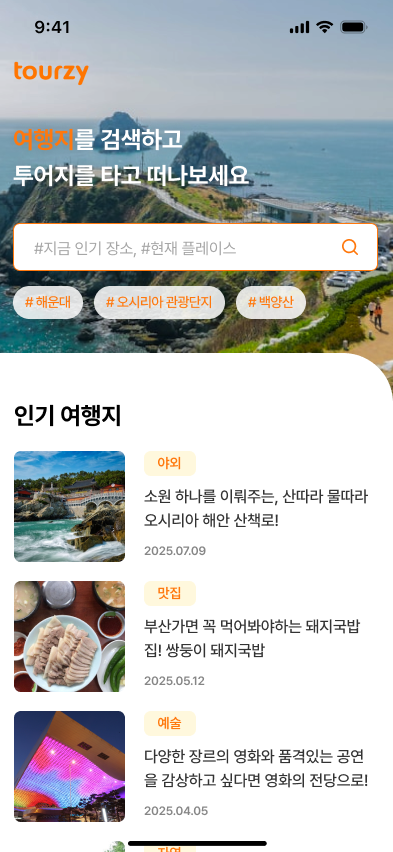 9:41
tourzy
여행지를 검색하고
투어지를 타고 떠나보세요
#지금 인기 장소, #현재 플레이스
# 해운대
# 오시리아 관광단지
# 백양산
인기 여행지
야외
소원 하나를 이뤄주는, 산따라 물따라
오시리아 해안 산책로!
2025.07.09
맛집
부산가면 꼭 먹어봐야하는 돼지국밥
집! 쌍둥이 돼지국밥
2025.05.12
예술
다양한 장르의 영화와 품격있는 공연
을 감상하고 싶다면 영화의 전당으로!
2025.04.05